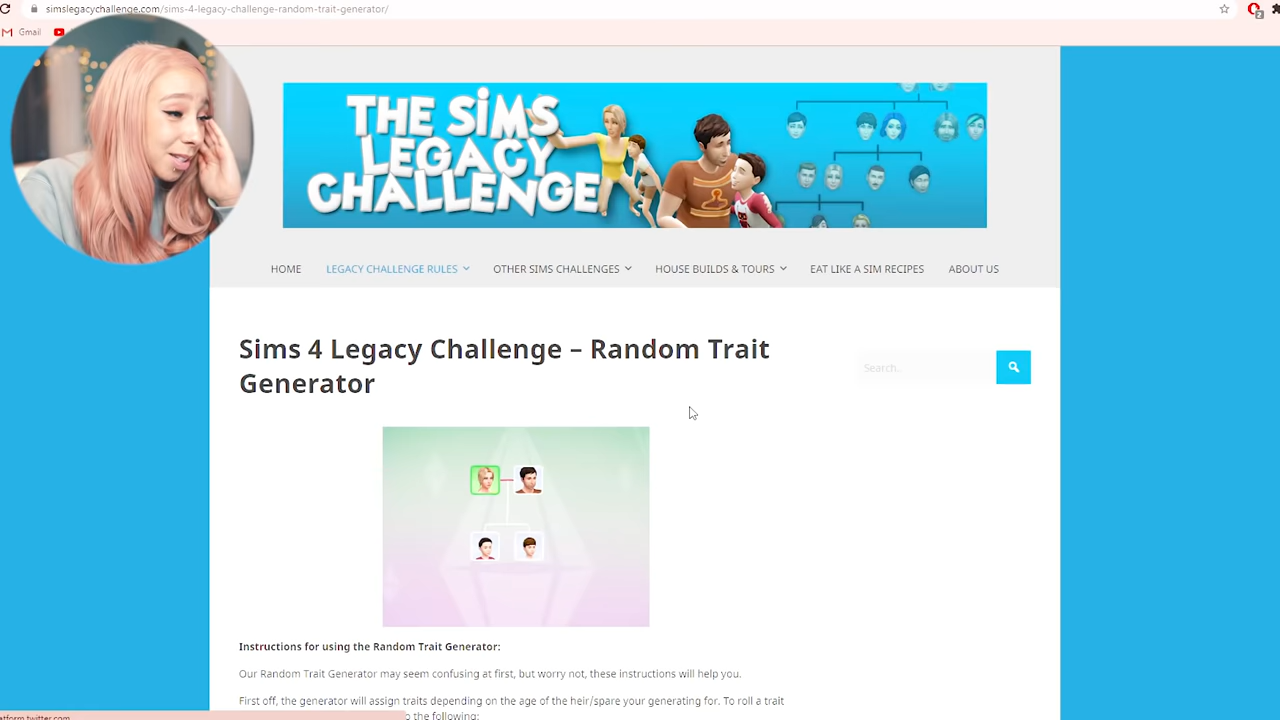 simslegacychallenge.com/sims-4-legacy-challenge-random-trait-generator/
Gmail
THE SiMS
LEGACY
CHALLENGE
HOME LEGACY CHALLENGE RULES OTHER SIMS CHALLENGES HOUSE BUILDS & TOURS EAT LIKE A SIM RECIPES ABOUT US
Sims 4 Legacy Challenge – Random Trait
Generator
Search..
Instructions for using the Random Trait Generator:
Our Random Trait Generator may seem confusing at first, but worry not, these instructions will help you.
First off, the generator will assign traits depending on the age of the heir/spare your generating for. To roll a trait
o the following:
atform.twitter.com